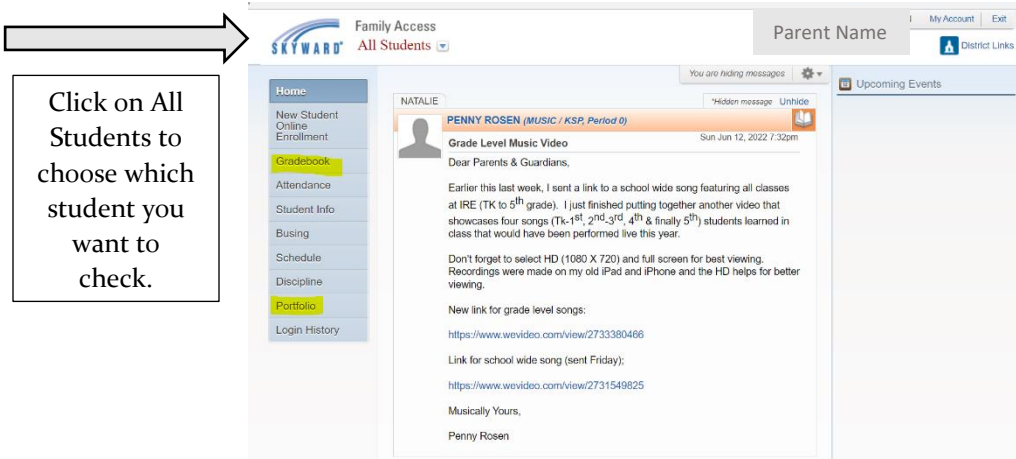 Click on All
Students to
choose which
student you
want to
check.
SKYWARD
Family Access
All Students
Parent Name
My Account
Exit
District Links
You are hiding messages
Upcoming Events
Home
New Student
Online
Enrollment
Gradebook
Attendance
Student Info
Busing
Schedule
Discipline
Portfolio
Login History
NATALIE
*Hidden message Unhide
PENNY ROSEN (MUSIC / KSP, Period 0)
Grade Level Music Video
Sun Jun 12, 2022 7:32pm
Dear Parents & Guardians,
Earlier this last week, I sent a link to a school wide song featuring all classes
at IRE (TK to 5th grade). I just finished putting together another video that
showcases four songs (Tk-1st, 2nd-3rd, 4th & finally 5th) students learned in
class that would have been performed live this year.
Don't forget to select HD (1080 X 720) and full screen for best viewing.
Recordings were made on my old iPad and iPhone and the HD helps for better
viewing.
New link for grade level songs:
https://www.wevideo.com/view/2733380466
Link for school wide song (sent Friday);
https://www.wevideo.com/view/2731549825
Musically Yours,
Penny Rosen